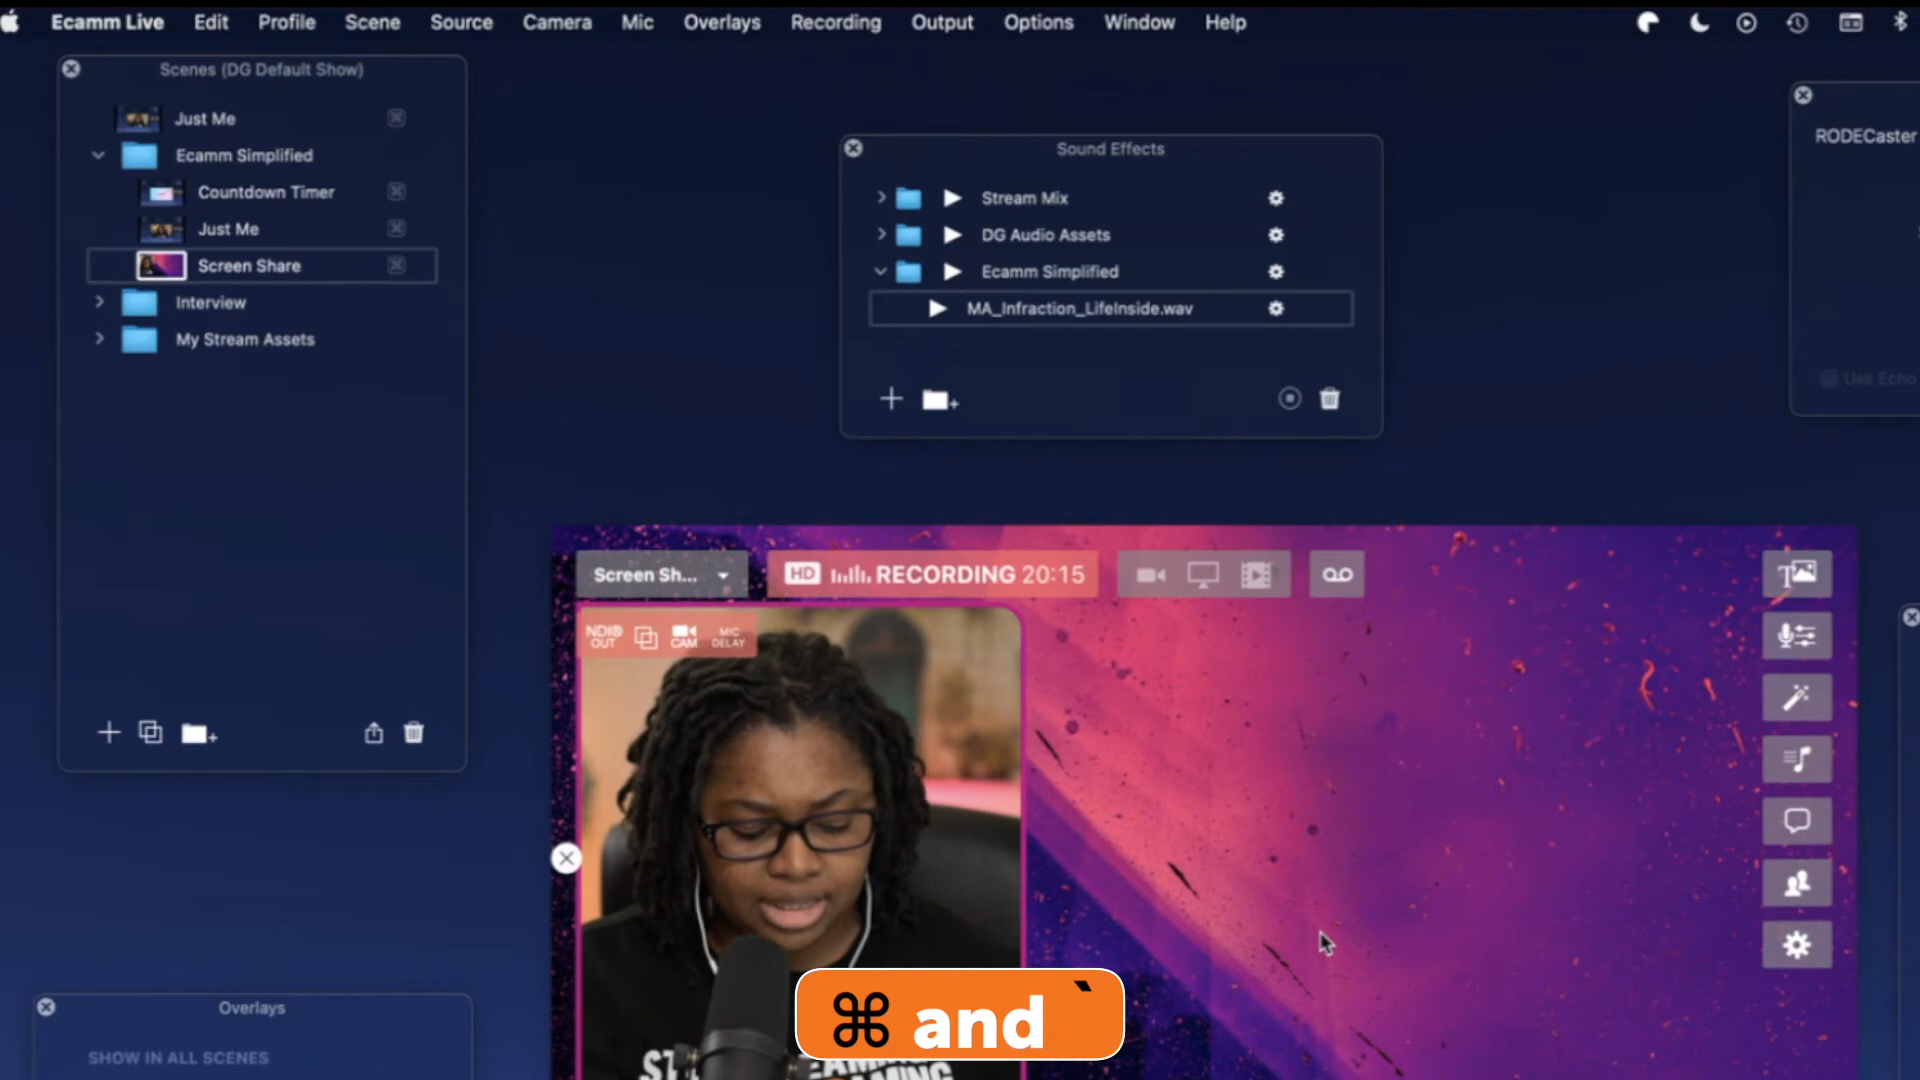 Ecamm Live Edit Profile Scene Source Camera Mic Overlays Recording Output Options Window Help
Scenes (DG Default Show)
Just Me
Ecamm Simplified
Countdown Timer
Just Me
Screen Share
Interview
My Stream Assets
Sound Effects
Stream Mix
DG Audio Assets
Ecamm Simplified
MA_Infraction_LifeInside.wav
RODECaster
Use Echo
Screen Sh...
HD RECORDING 20:15
NDI® OUT
CAM
MIC DELAY
T
Overlays
SHOW IN ALL SCENES
⌘ and `